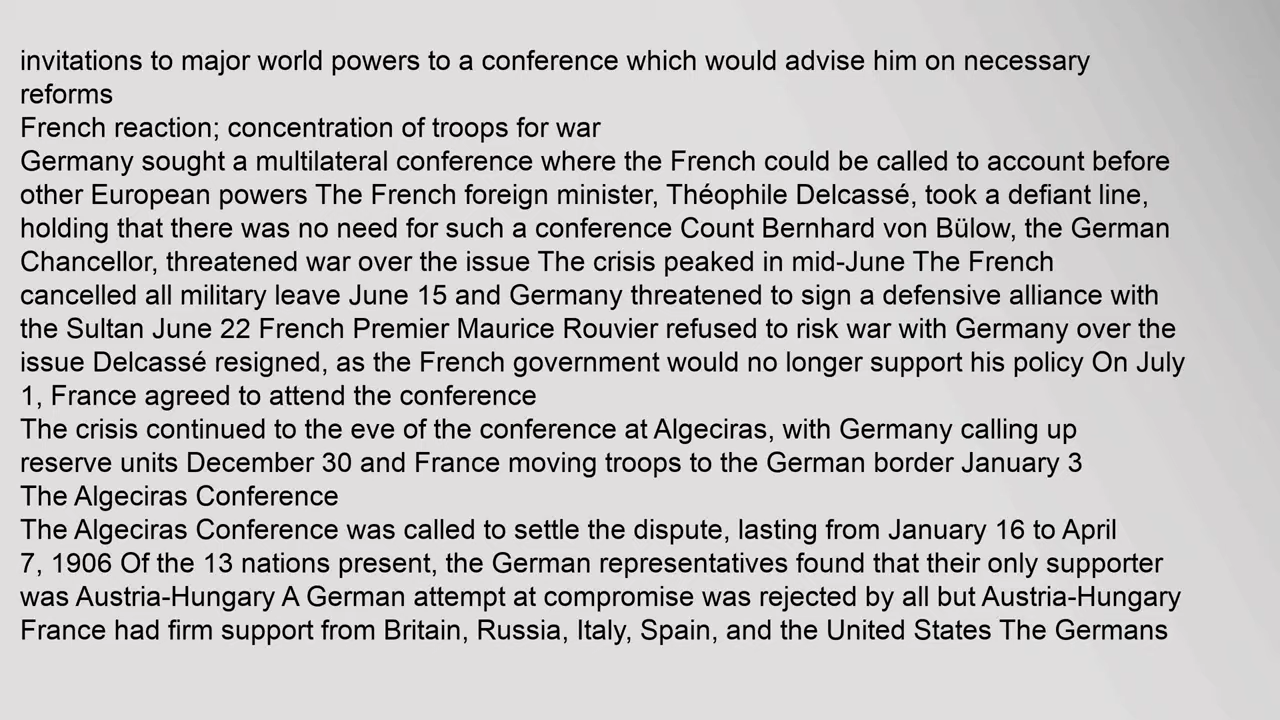 invitations to major world powers to a conference which would advise him on necessary
reforms
French reaction; concentration of troops for war
Germany sought a multilateral conference where the French could be called to account before
other European powers The French foreign minister, Théophile Delcassé, took a defiant line,
holding that there was no need for such a conference Count Bernhard von Bülow, the German
Chancellor, threatened war over the issue The crisis peaked in mid-June The French
cancelled all military leave June 15 and Germany threatened to sign a defensive alliance with
the Sultan June 22 French Premier Maurice Rouvier refused to risk war with Germany over the
issue Delcassé resigned, as the French government would no longer support his policy On July
1, France agreed to attend the conference
The crisis continued to the eve of the conference at Algeciras, with Germany calling up
reserve units December 30 and France moving troops to the German border January 3
The Algeciras Conference
The Algeciras Conference was called to settle the dispute, lasting from January 16 to April
7, 1906 Of the 13 nations present, the German representatives found that their only supporter
was Austria-Hungary A German attempt at compromise was rejected by all but Austria-Hungary
France had firm support from Britain, Russia, Italy, Spain, and the United States The Germans